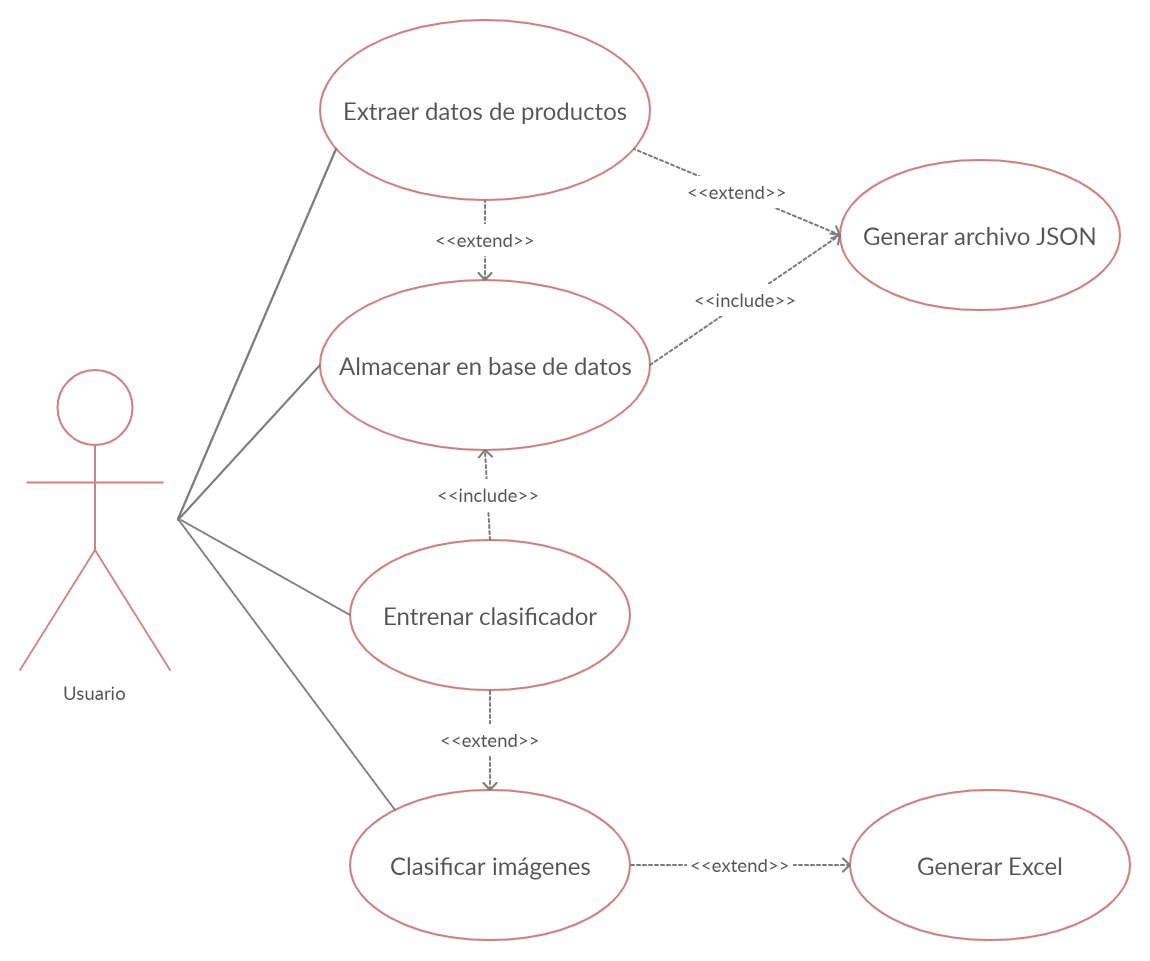 Extraer datos de productos
<<extend>>
Generar archivo JSON
<<extend>>
<<include>>
Almacenar en base de datos
<<include>>
Entrenar clasificador
Usuario
<<extend>>
Clasificar imágenes
<<extend>>
Generar Excel